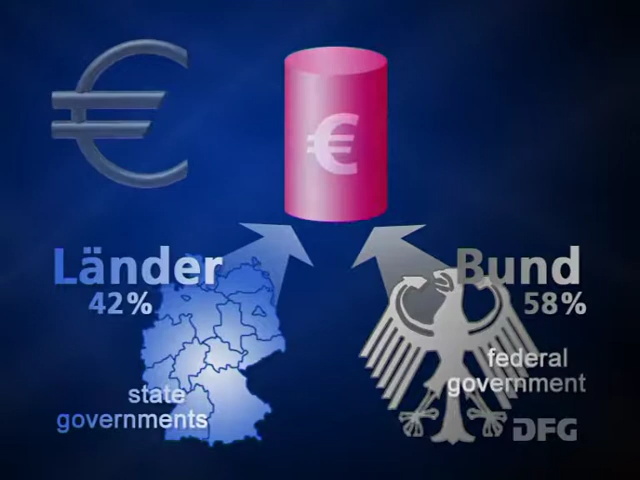 €
€
Länder
42%
state
governments
Bund
58%
federal
government
DFG